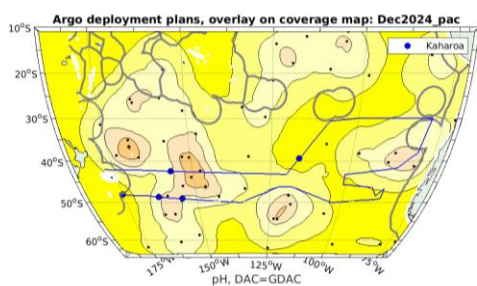 Argo deployment plans, overlay on coverage map: Dec2024_pac
Kaharoa
10°S
20°S
30°S
40°S
50°S
60°S
175°W
150°W
125°W
100°W
75°W
pH, DAC=GDAC